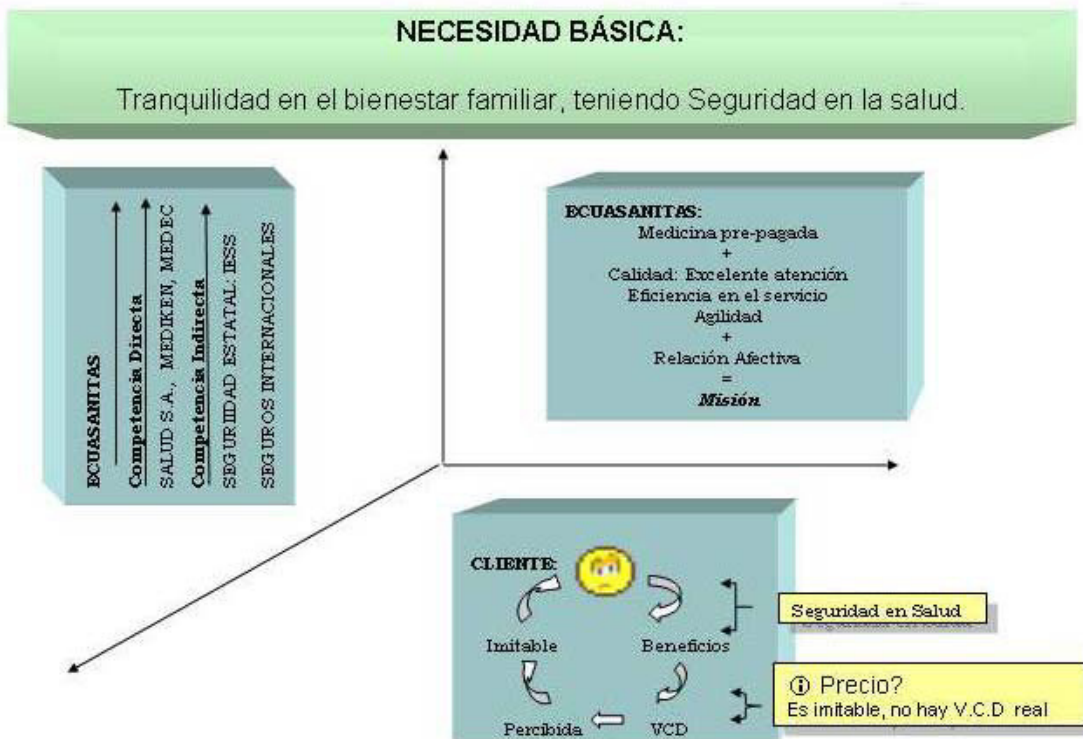 NECESIDAD BÁSICA:
Tranquilidad en el bienestar familiar, teniendo Seguridad en la salud.
ECUASANITAS
Competencia Directa
SALUD S.A., MEDIKEN, MEDEC
Competencia Indirecta
SEGURIIDAD ESTATAL: IESS
SEGUROS INTERNACIONALES
ECUASANITAS:
Medicina pre-pagada
+
Calidad: Excelente atención
Eficiencia en el servicio
Agilidad
+
Relación Afectiva
=
Misión
CLIENTE:
Imitable
Beneficios
Percibida
VCD
Seguridad en Salud
Precio?
Es imitable, no hay V.C.D real